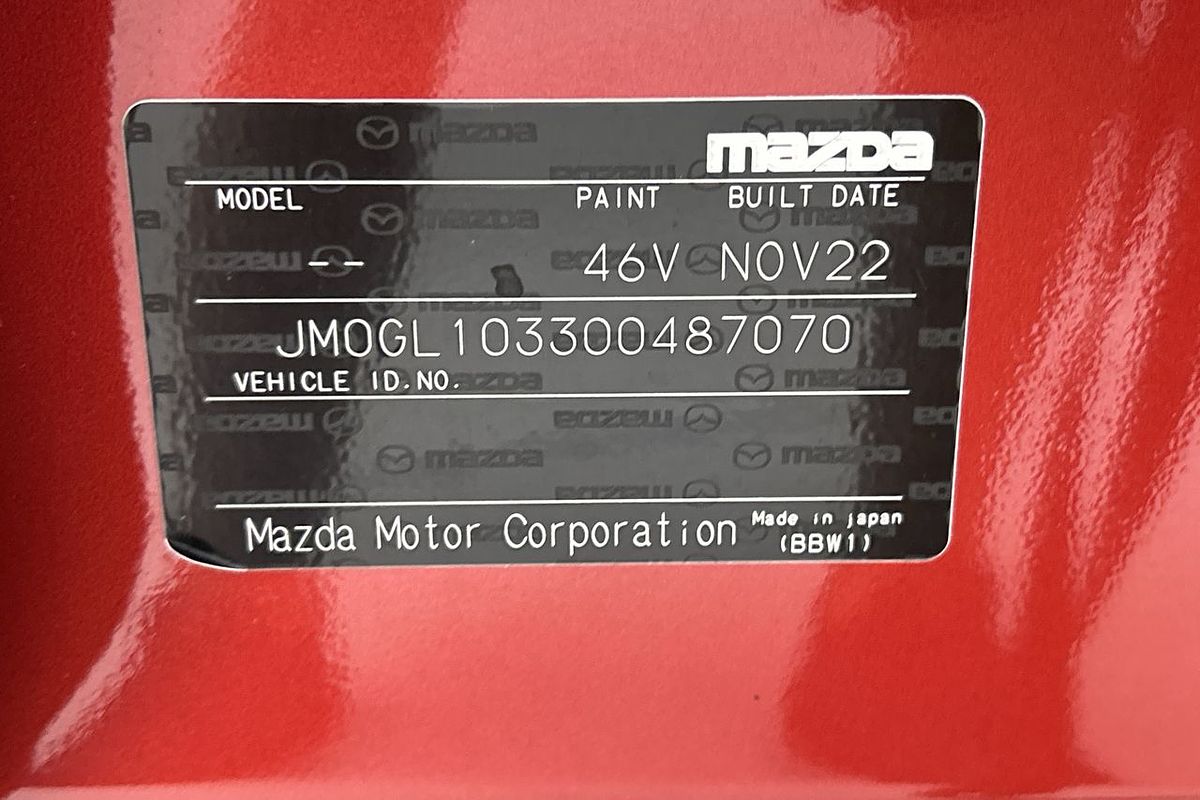 mazda
MODEL PAINT BUILT DATE
-- 46V NOV22
JM0GL103300487070
VEHICLE ID.NO.
Mazda Motor Corporation Made in japan
(BBW1)